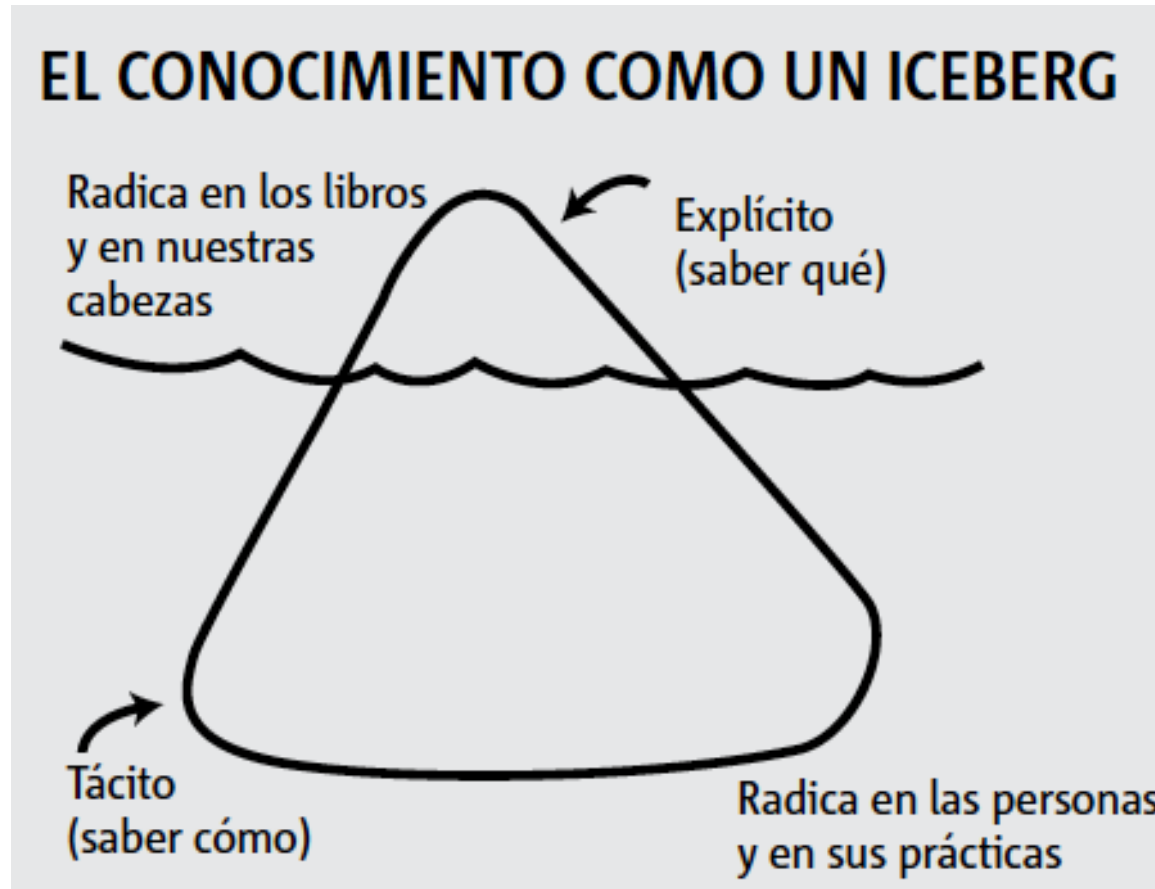 EL CONOCIMIENTO COMO UN ICEBERG
Radica en los libros
y en nuestras
cabezas
Explícito
(saber qué)
Tácito
(saber cómo)
Radica en las personas
y en sus prácticas